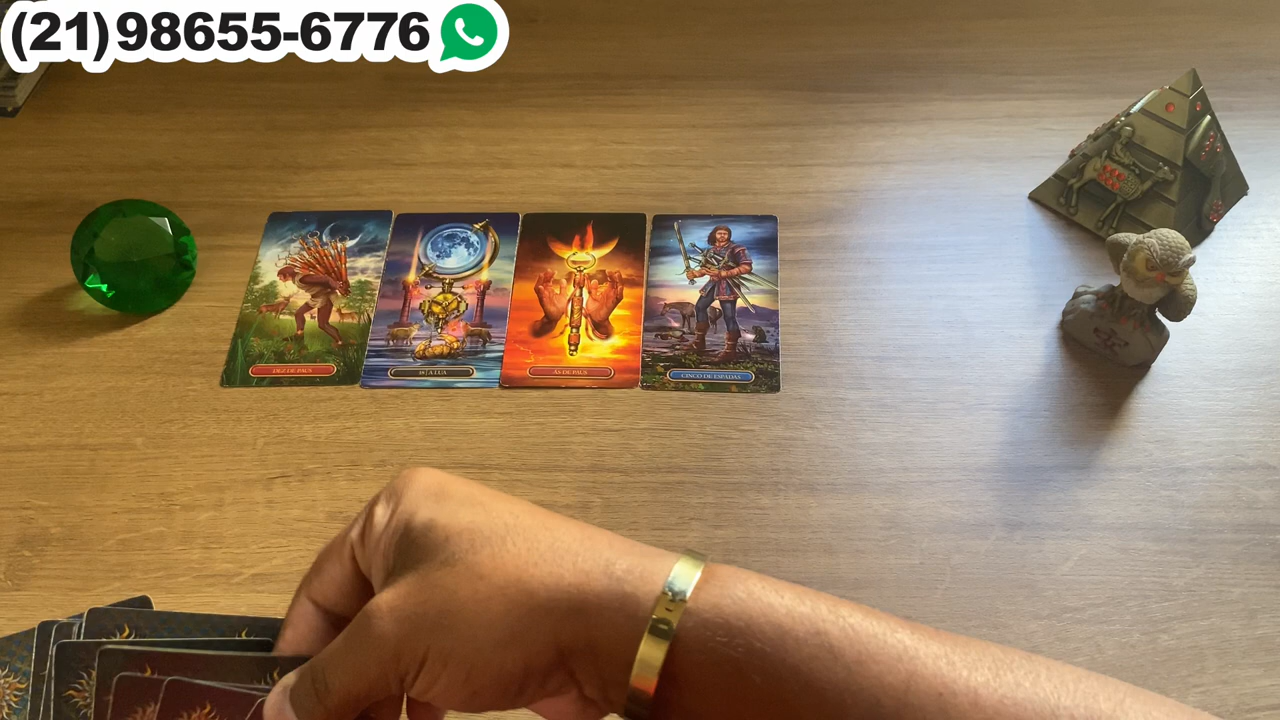 (21)98655-6776
DEZ DE PAUS
18 | A LUA
ÁS DE PAUS
CINCO DE ESPADAS